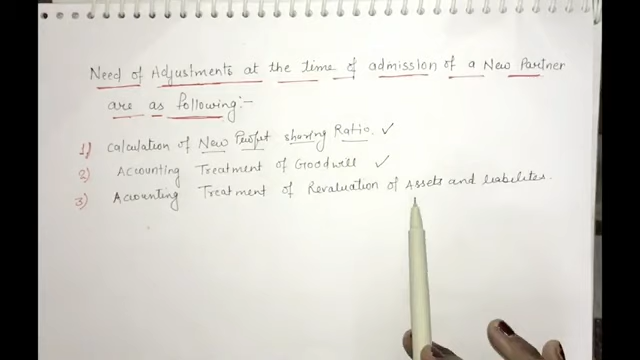 Need of Adjustments at the time of admission of a New Partner
are as following:-
1) Calculation of New Profit sharing Ratio. ✓
2) Accounting Treatment of Goodwill ✓
3) Accounting Treatment of Revaluation of Assets and liabilites.